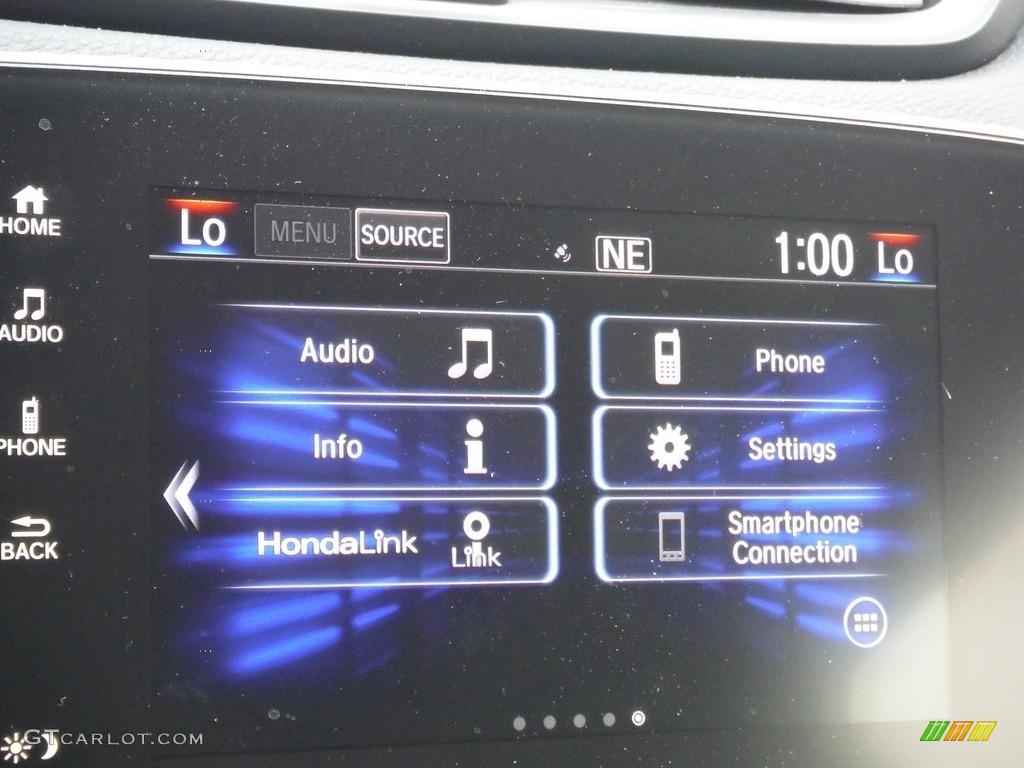 Lo MENU SOURCE NE 1:00 Lo
HOME
AUDIO
PHONE
BACK
Audio
Phone
Info
Settings
HondaLink
Link
Smartphone
Connection
GTCARLOT.COM